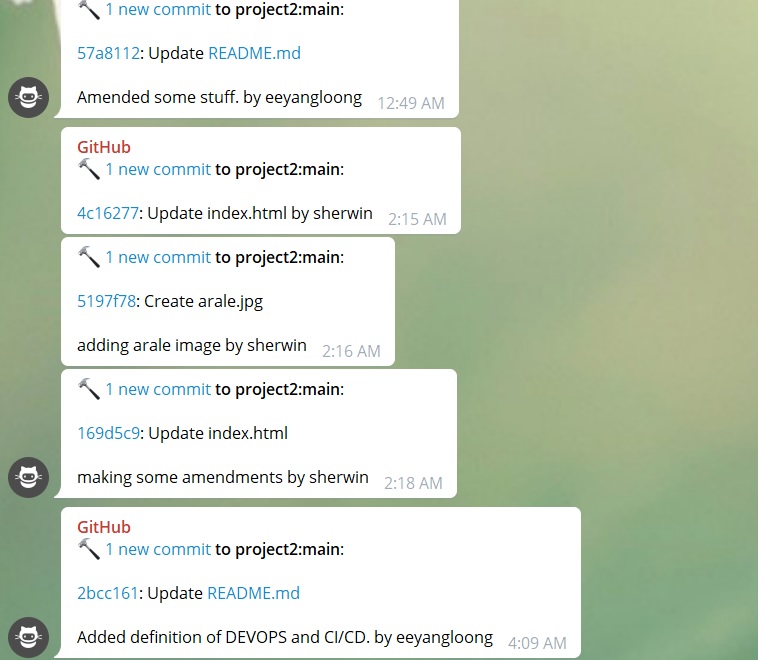 1 new commit to project2:main:
57a8112: Update README.md
Amended some stuff. by eeyangloong 12:49 AM
GitHub
1 new commit to project2:main:
4c16277: Update index.html by sherwin 2:15 AM
1 new commit to project2:main:
5197f78: Create arale.jpg
adding arale image by sherwin 2:16 AM
1 new commit to project2:main:
169d5c9: Update index.html
making some amendments by sherwin 2:18 AM
GitHub
1 new commit to project2:main:
2bcc161: Update README.md
Added definition of DEVOPS and CI/CD. by eeyangloong 4:09 AM